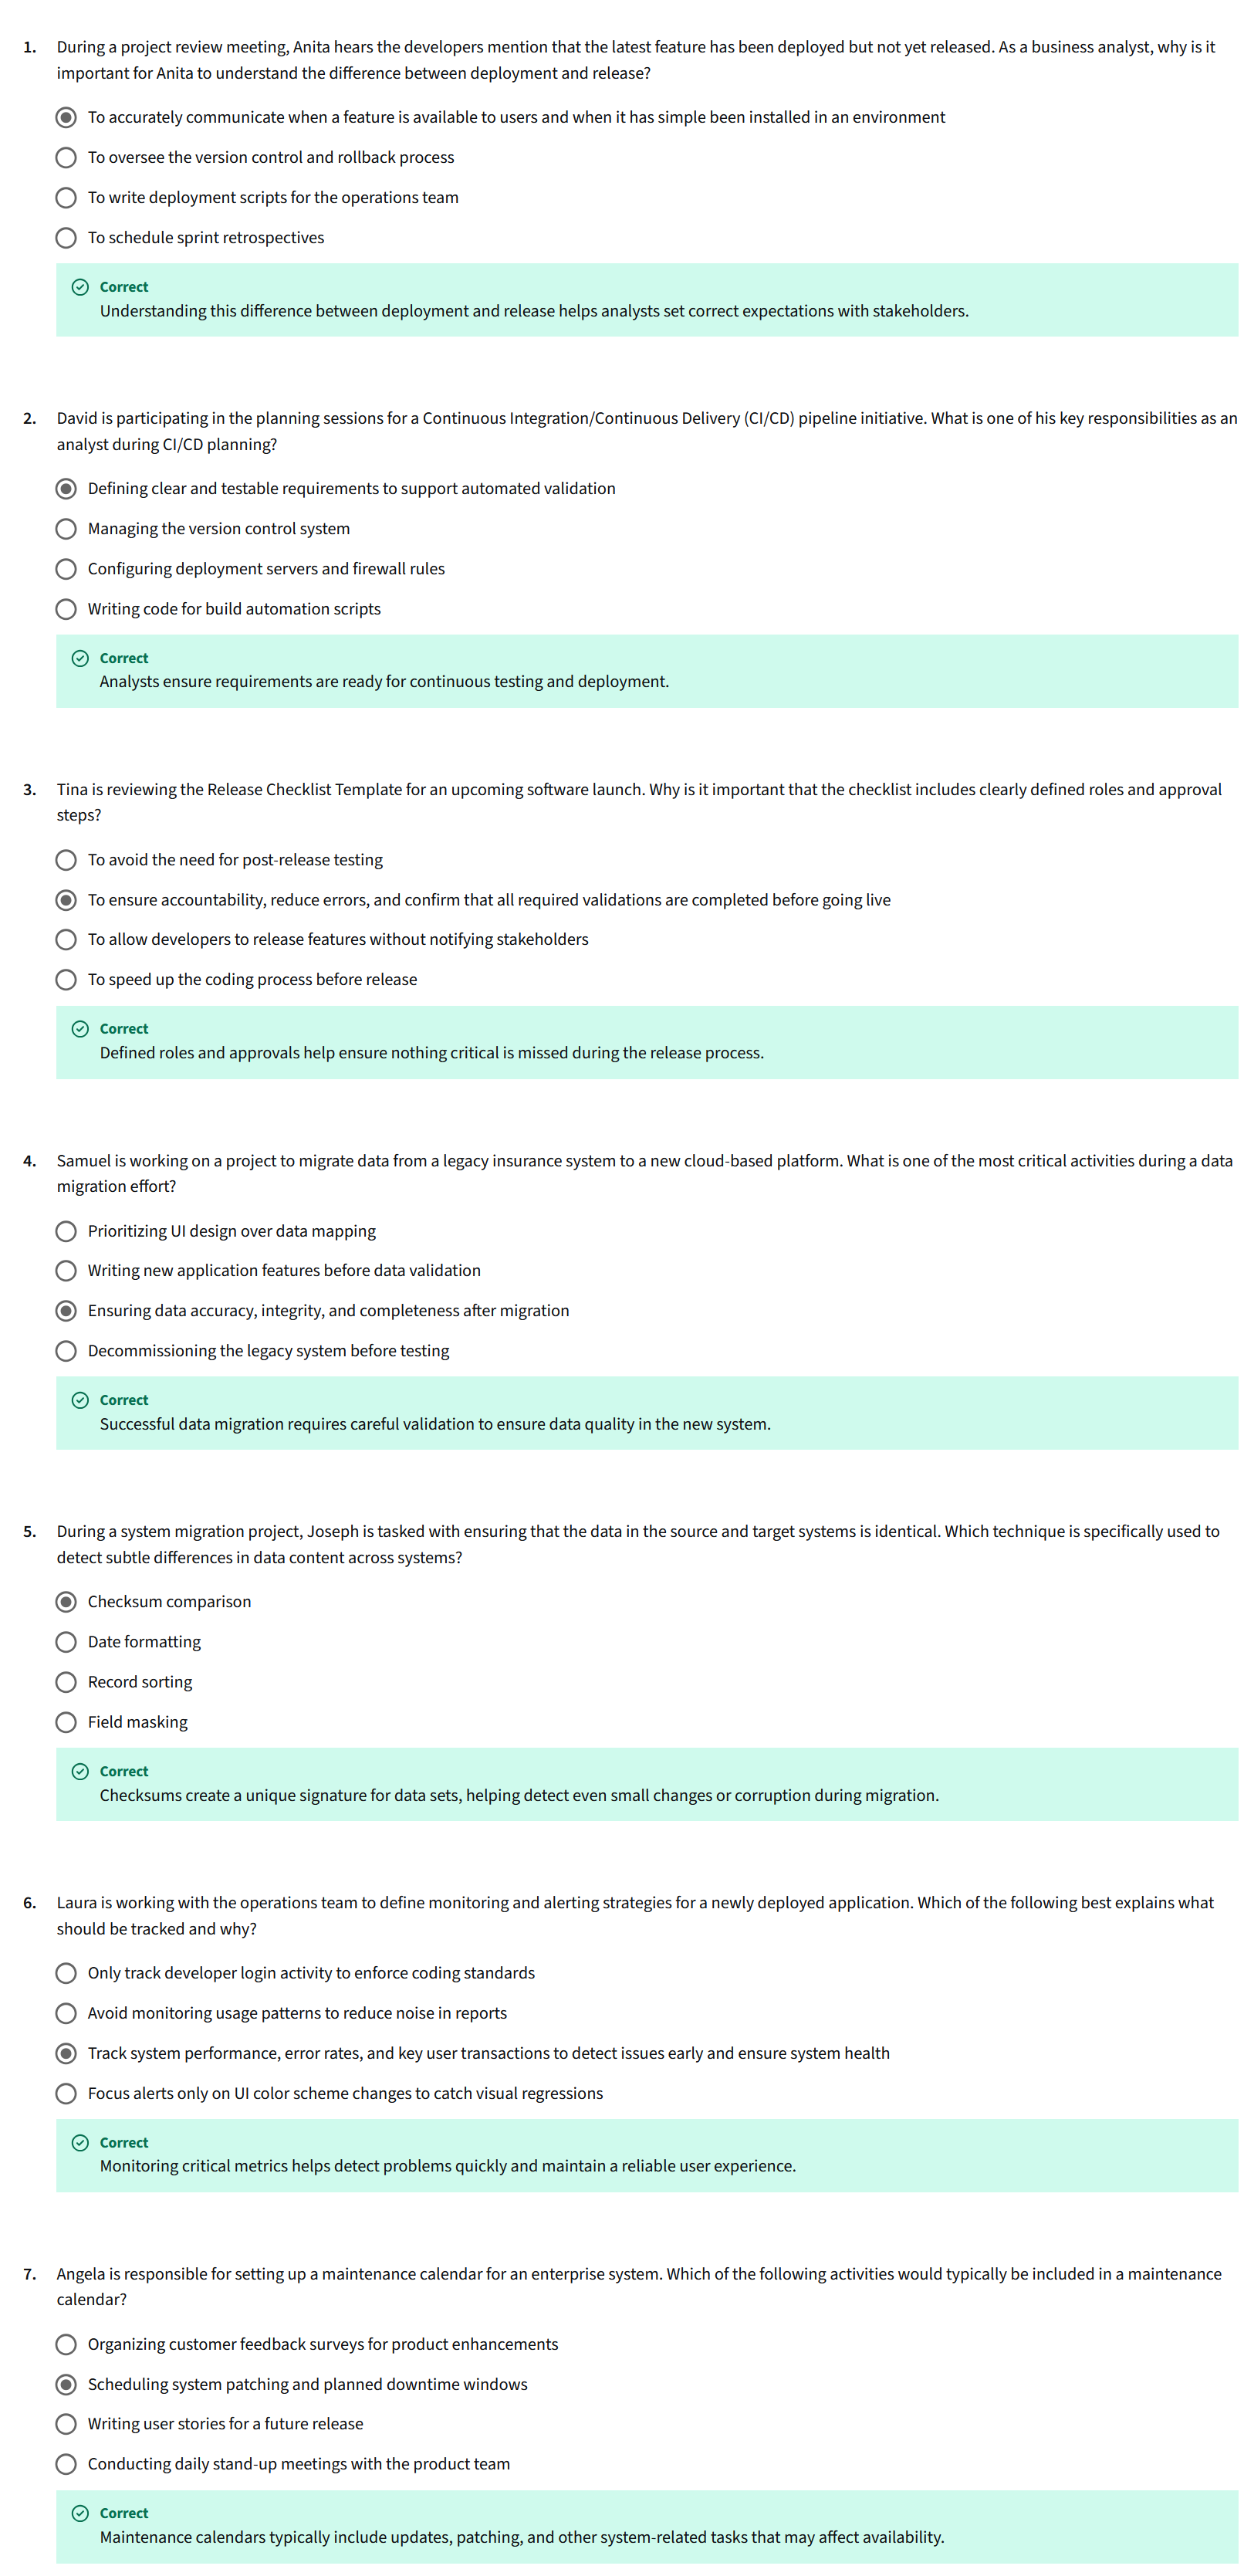 1. During a project review meeting, Anita hears the developers mention that the latest feature has been deployed but not yet released. As a business analyst, why is it
important for Anita to understand the difference between deployment and release?
To accurately communicate when a feature is available to users and when it has simple been installed in an environment
To oversee the version control and rollback process
To write deployment scripts for the operations team
To schedule sprint retrospectives
Correct
Understanding this difference between deployment and release helps analysts set correct expectations with stakeholders.
2. David is participating in the planning sessions for a Continuous Integration/Continuous Delivery (CI/CD) pipeline initiative. What is one of his key responsibilities as an
analyst during CI/CD planning?
Defining clear and testable requirements to support automated validation
Managing the version control system
Configuring deployment servers and firewall rules
Writing code for build automation scripts
Correct
Analysts ensure requirements are ready for continuous testing and deployment.
3. Tina is reviewing the Release Checklist Template for an upcoming software launch. Why is it important that the checklist includes clearly defined roles and approval
steps?
To avoid the need for post-release testing
To ensure accountability, reduce errors, and confirm that all required validations are completed before going live
To allow developers to release features without notifying stakeholders
To speed up the coding process before release
Correct
Defined roles and approvals help ensure nothing critical is missed during the release process.
4. Samuel is working on a project to migrate data from a legacy insurance system to a new cloud-based platform. What is one of the most critical activities during a data
migration effort?
Prioritizing UI design over data mapping
Writing new application features before data validation
Ensuring data accuracy, integrity, and completeness after migration
Decommissioning the legacy system before testing
Correct
Successful data migration requires careful validation to ensure data quality in the new system.
5. During a system migration project, Joseph is tasked with ensuring that the data in the source and target systems is identical. Which technique is specifically used to
detect subtle differences in data content across systems?
Checksum comparison
Date formatting
Record sorting
Field masking
Correct
Checksums create a unique signature for data sets, helping detect even small changes or corruption during migration.
6. Laura is working with the operations team to define monitoring and alerting strategies for a newly deployed application. Which of the following best explains what
should be tracked and why?
Only track developer login activity to enforce coding standards
Avoid monitoring usage patterns to reduce noise in reports
Track system performance, error rates, and key user transactions to detect issues early and ensure system health
Focus alerts only on UI color scheme changes to catch visual regressions
Correct
Monitoring critical metrics helps detect problems quickly and maintain a reliable user experience.
7. Angela is responsible for setting up a maintenance calendar for an enterprise system. Which of the following activities would typically be included in a maintenance
calendar?
Organizing customer feedback surveys for product enhancements
Scheduling system patching and planned downtime windows
Writing user stories for a future release
Conducting daily stand-up meetings with the product team
Correct
Maintenance calendars typically include updates, patching, and other system-related tasks that may affect availability.